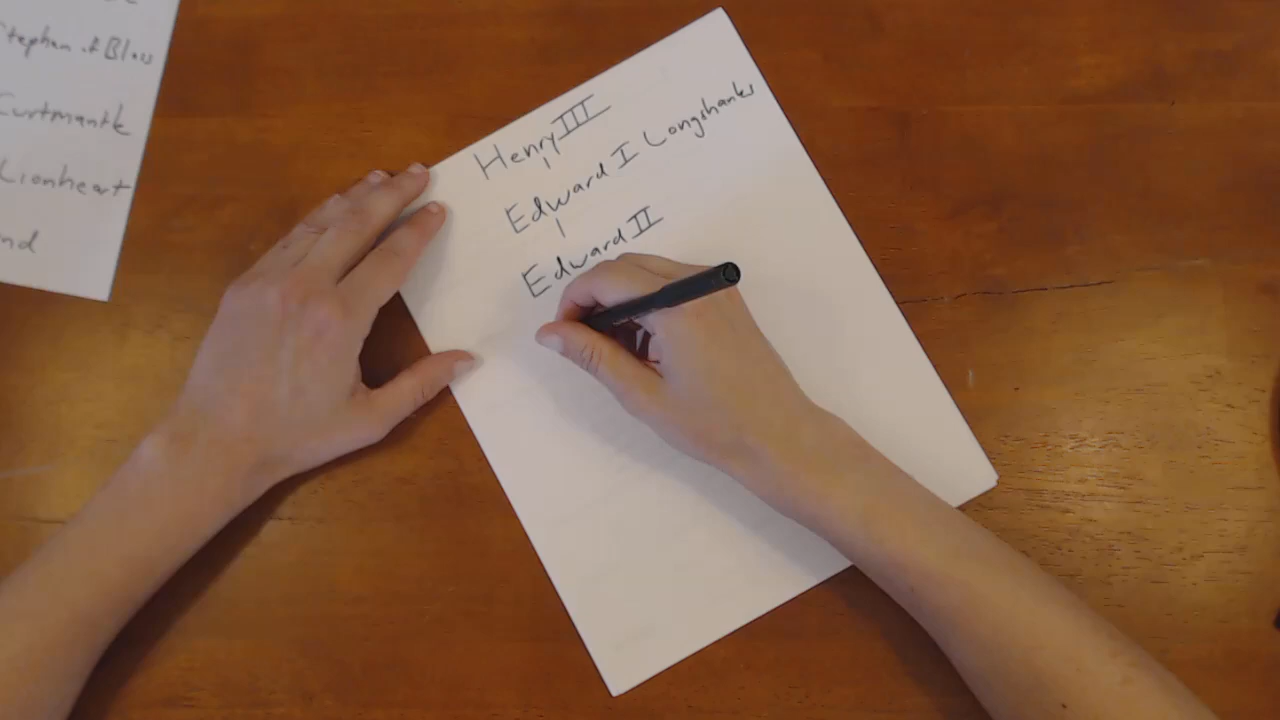 Stephen of Blois
Curtmantle
Lionheart
nd
Henry III
Edward I Longshanks
Edward II